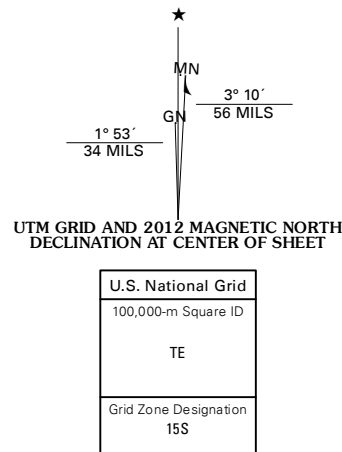 ★
MN
GN
3° 10´
56 MILS
1° 53´
34 MILS
UTM GRID AND 2012 MAGNETIC NORTH
DECLINATION AT CENTER OF SHEET
U.S. National Grid
100,000-m Square ID
TE
Grid Zone Designation
15S